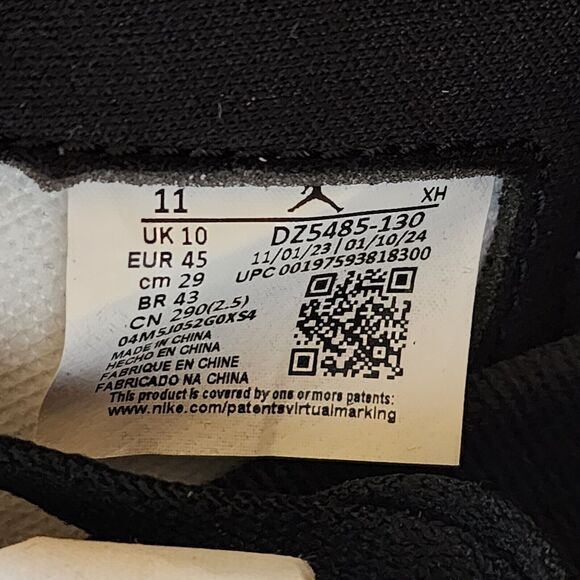 11 XH
UK 10 DZ5485-130
EUR 45 11/01/23 | 01/10/24
cm 29 UPC 00197593818300
BR 43
CN 290(2.5)
04M5J052G0XS4
MADE IN CHINA
HECHO EN CHINA
FABRIQUE EN CHINE
FABRICADO NA CHINA
This product is covered by one or more patents:
www.nike.com/patentsvirtualmarking